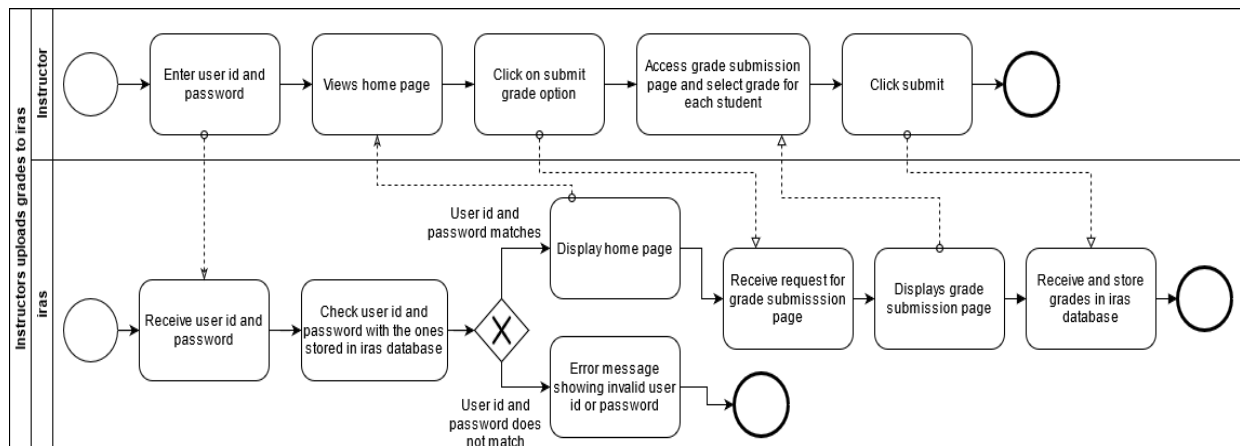 Instructors uploads grades to iras
Instructor
Enter user id and
password
Views home page
Click on submit
grade option
Access grade submission
page and select grade for
each student
Click submit
iras
Receive user id and
password
Check user id and
password with the ones
stored in iras database
User id and
password matches
Display home page
Receive request for
grade submisssion
page
Displays grade
submission page
Receive and store
grades in iras
database
User id and
password does
not match
Error message
showing invalid user
id or password